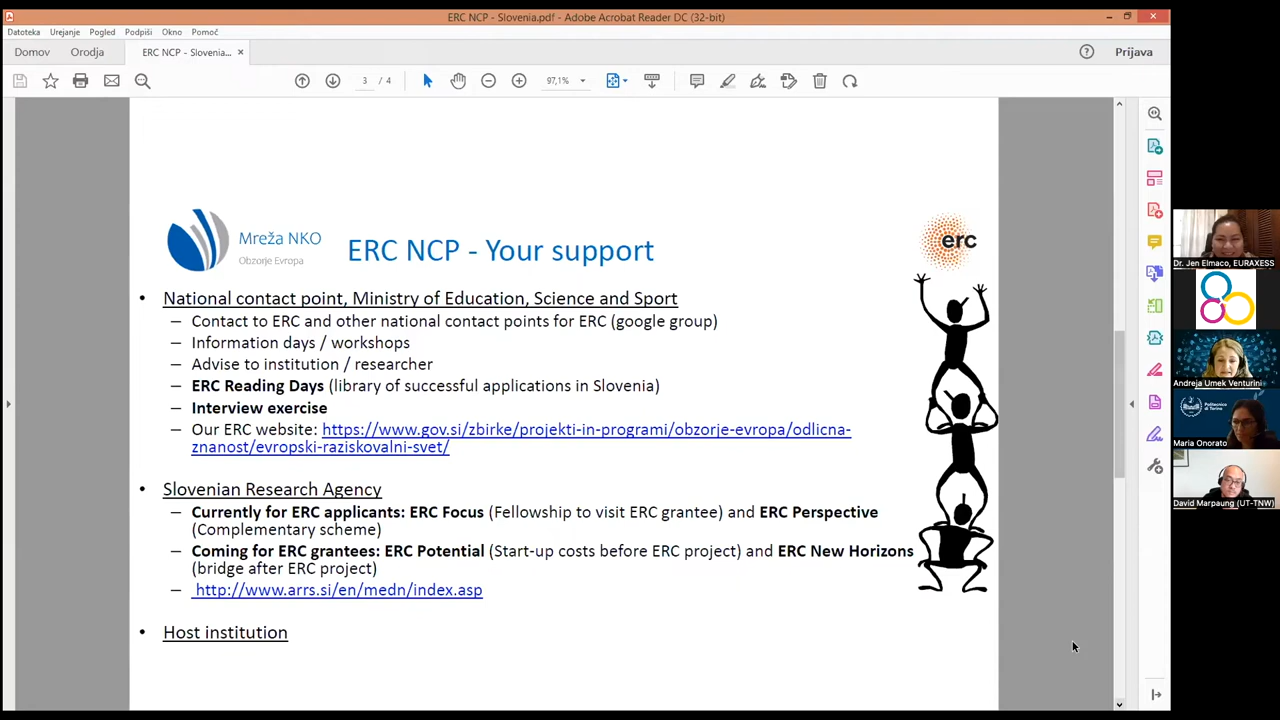 ERC NCP - Slovenia.pdf - Adobe Acrobat Reader DC (32-bit)
Datoteka Urejanje Pogled Podpiši Okno Pomoč
Domov Orodja ERC NCP - Slovenia... × Prijava
3 / 4 97,1%
Mreža NKO
Obzorje Evropa
ERC NCP - Your support
erc
• National contact point, Ministry of Education, Science and Sport
– Contact to ERC and other national contact points for ERC (google group)
– Information days / workshops
– Advise to institution / researcher
– ERC Reading Days (library of successful applications in Slovenia)
– Interview exercise
– Our ERC website: https://www.gov.si/zbirke/projekti-in-programi/obzorje-evropa/odlicna-
znanost/evropski-raziskovalni-svet/
• Slovenian Research Agency
– Currently for ERC applicants: ERC Focus (Fellowship to visit ERC grantee) and ERC Perspective
(Complementary scheme)
– Coming for ERC grantees: ERC Potential (Start-up costs before ERC project) and ERC New Horizons
(bridge after ERC project)
– http://www.arrs.si/en/medn/index.asp
• Host institution
Dr. Jen Elmaco, EURAXESS
Andreja Umek Venturini
Politecnico
di Torino
Maria Onorato
David Marpaung (UT-TNW)